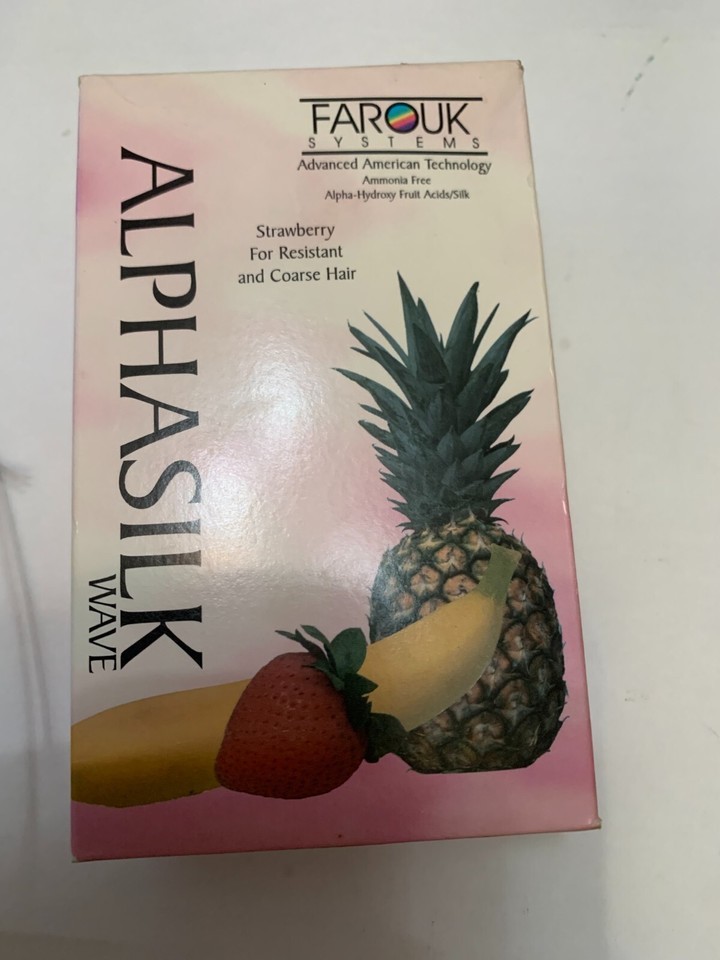 FAROUK
SYSTEMS
Advanced American Technology
Ammonia Free
Alpha-Hydroxy Fruit Acids/Silk
Strawberry
For Resistant
and Coarse Hair
ALPHASILK
WAVE